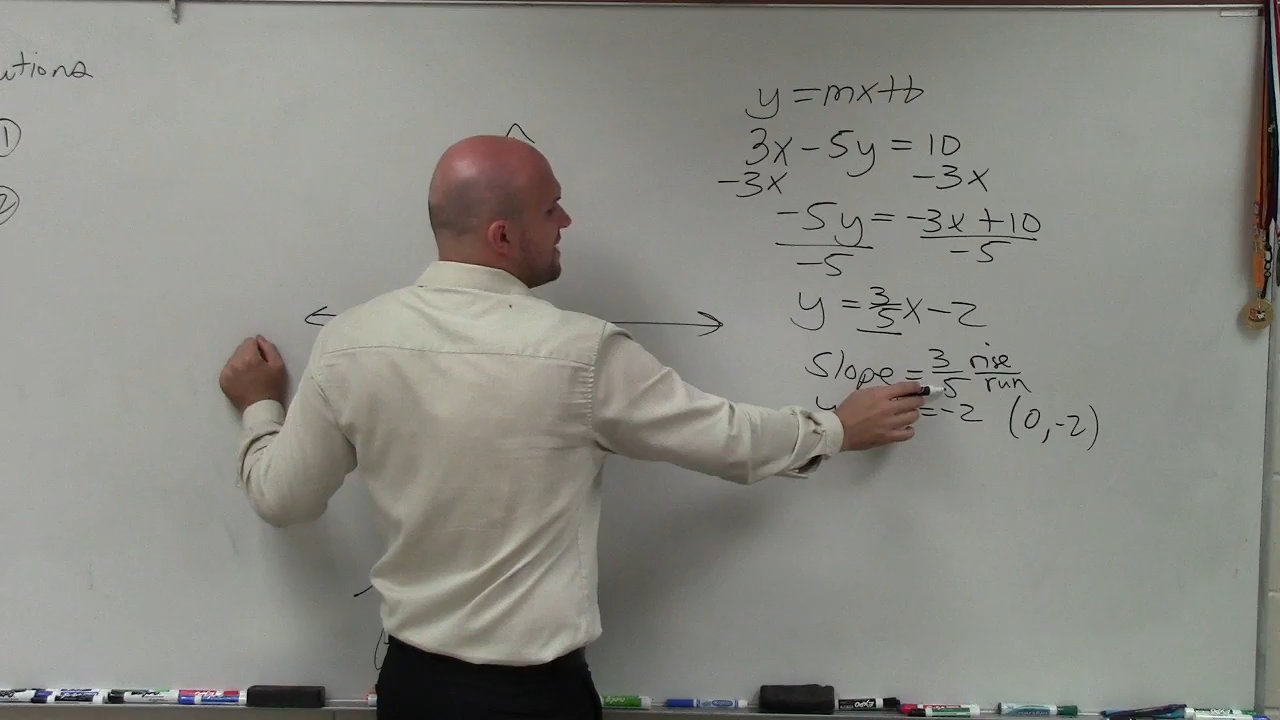 utions
①
②
y = mx+b
3x - 5y = 10
-3x -3x
-5y = -3x + 10
-5 -5
y = 3/5 x - 2
Slope = 3/5 rise/run
y = -2 (0, -2)